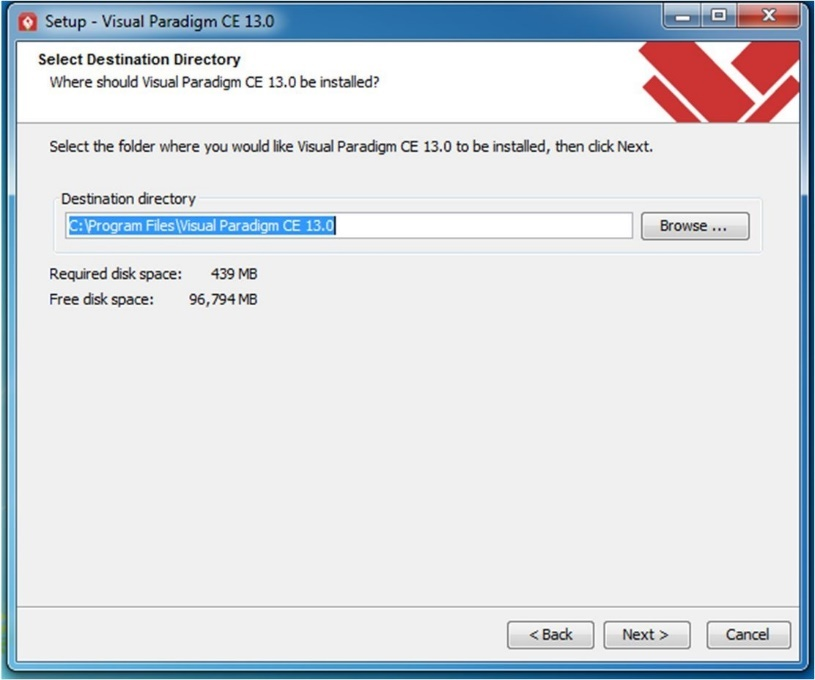 Setup - Visual Paradigm CE 13.0
Select Destination Directory
Where should Visual Paradigm CE 13.0 be installed?
Select the folder where you would like Visual Paradigm CE 13.0 to be installed, then click Next.
Destination directory
C:\Program Files\Visual Paradigm CE 13.0
Browse ...
Required disk space: 439 MB
Free disk space: 96,794 MB
< Back Next > Cancel